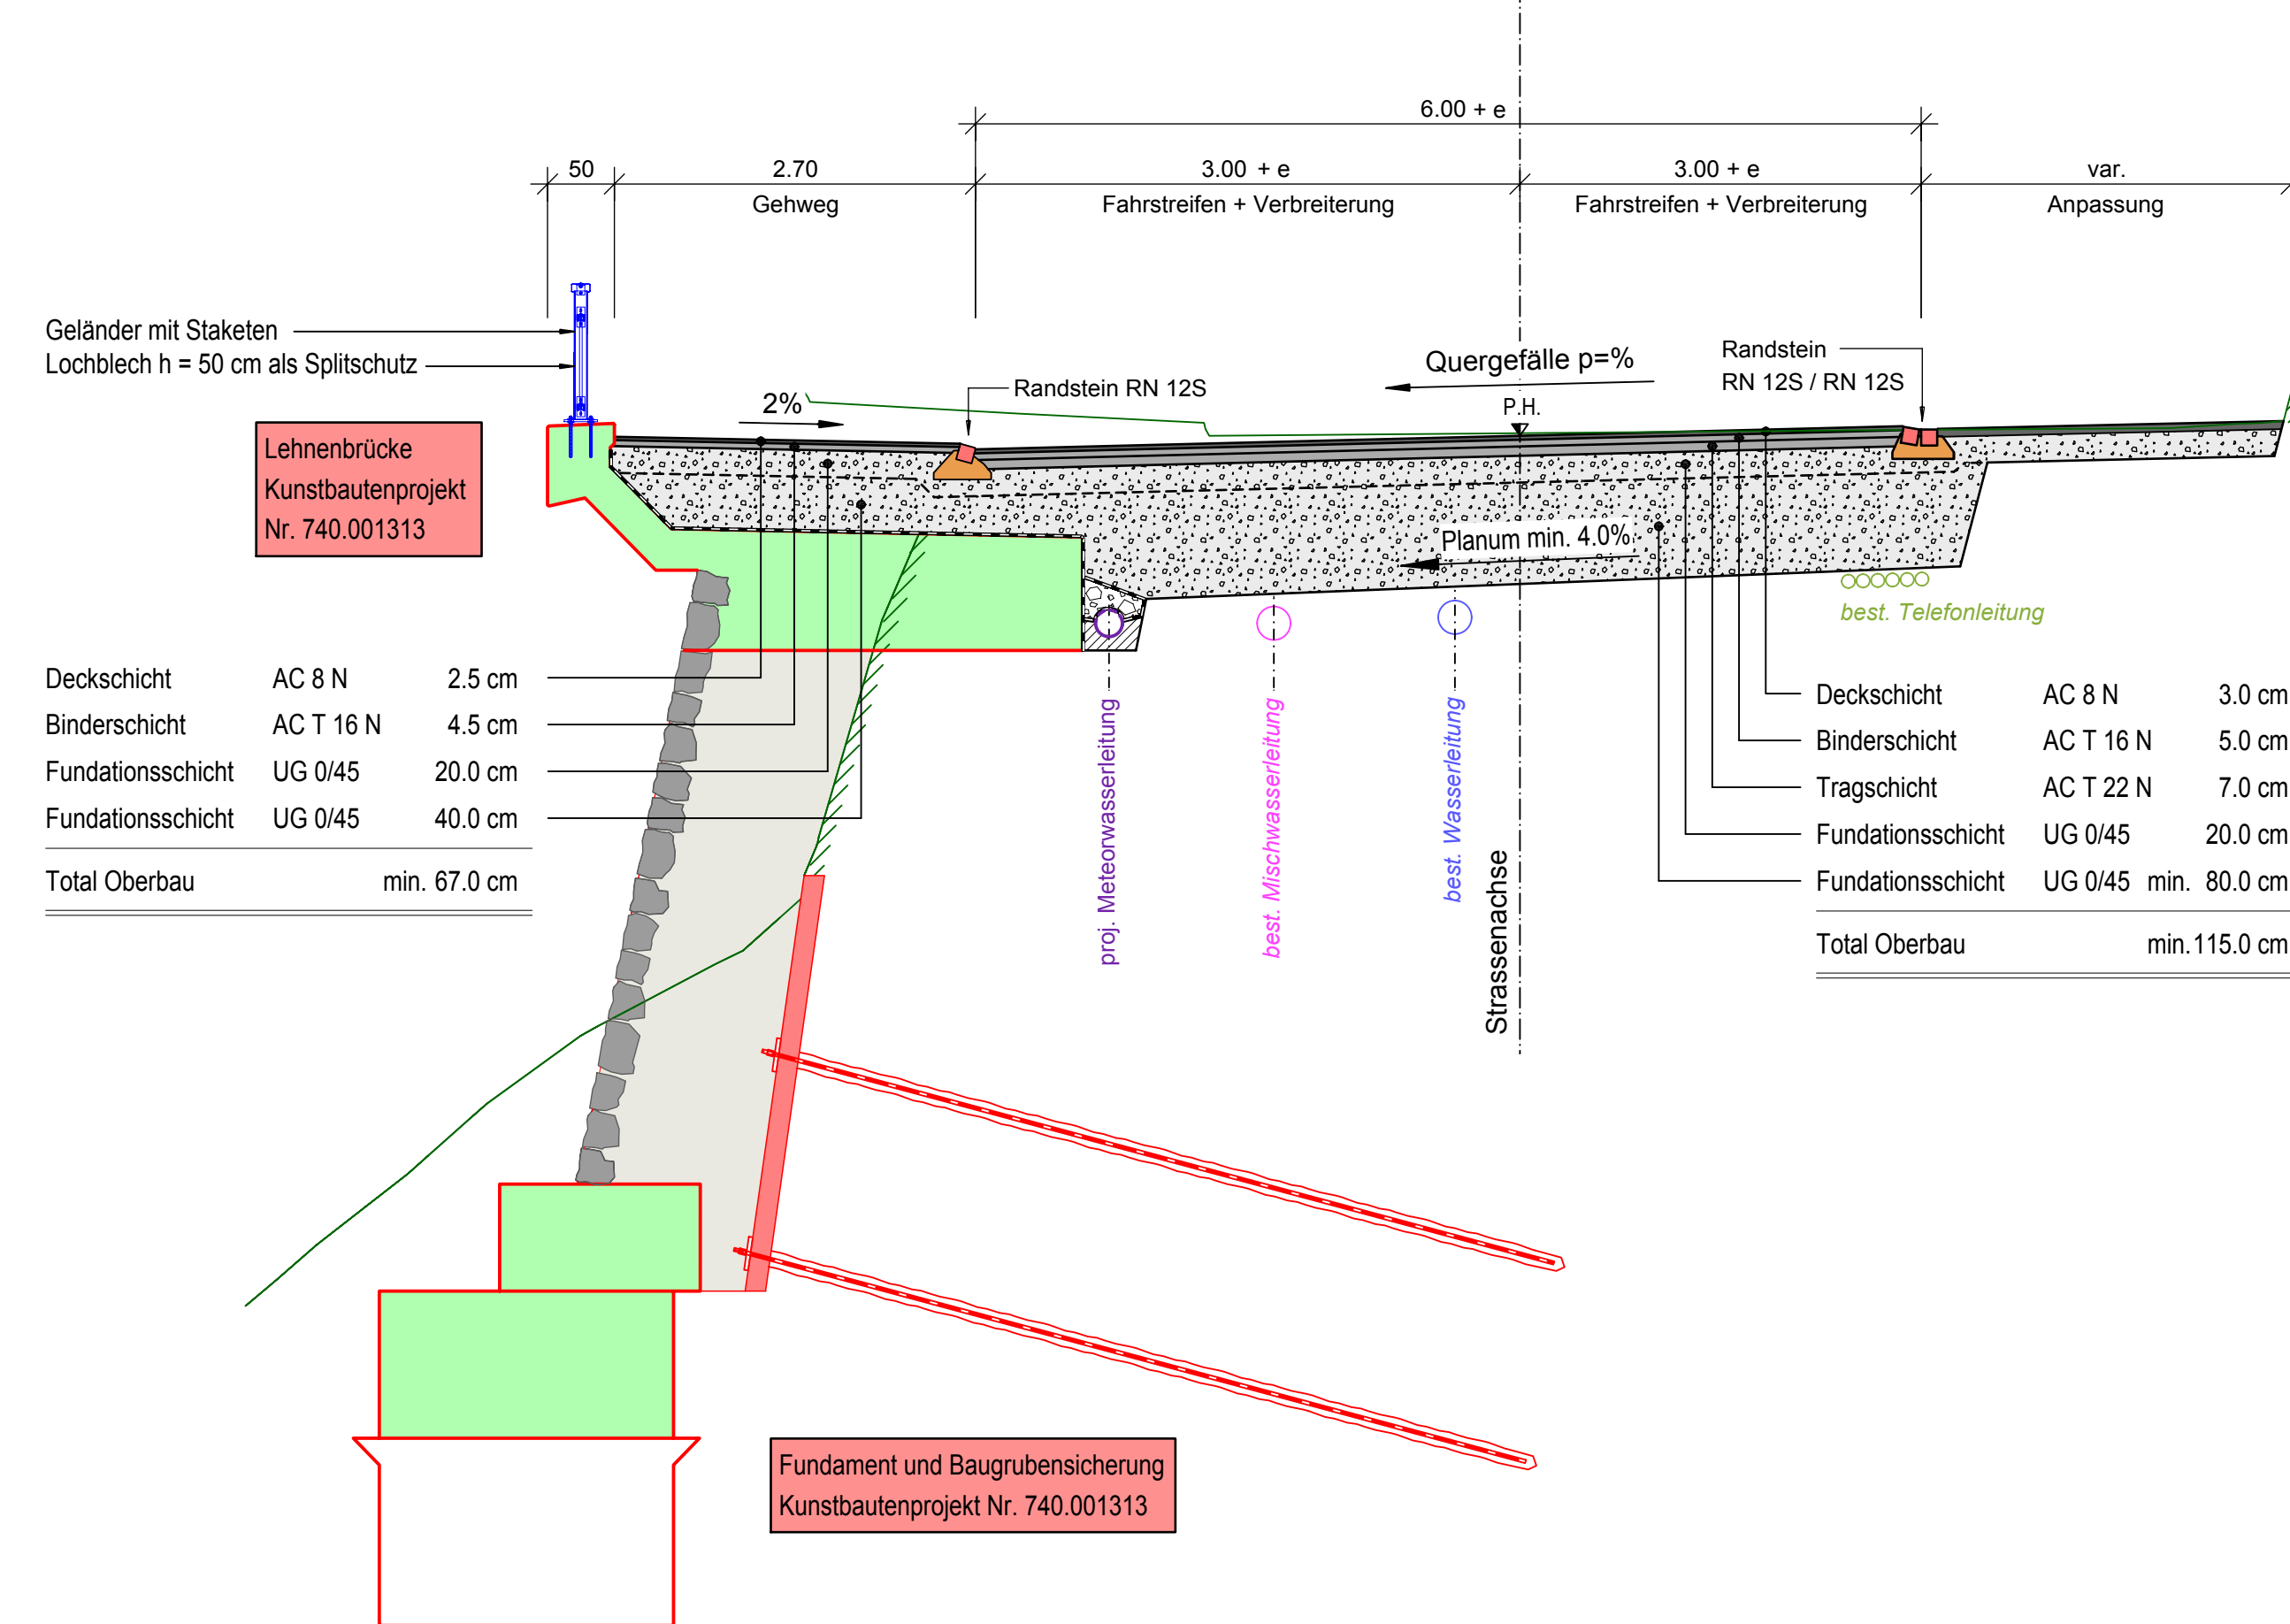 6.00 + e
50 2.70 3.00 + e 3.00 + e var.
Gehweg Fahrstreifen + Verbreiterung Fahrstreifen + Verbreiterung Anpassung
Geländer mit Staketen
Lochblech h = 50 cm als Splitschutz
Quergefälle p=%
Randstein
RN 12S / RN 12S
Randstein RN 12S
2%
P.H.
Lehnenbrücke
Kunstbautenprojekt
Nr. 740.001313
Planum min. 4.0%
best. Telefonleitung
Deckschicht AC 8 N 2.5 cm
Binderschicht AC T 16 N 4.5 cm
Fundationsschicht UG 0/45 20.0 cm
Fundationsschicht UG 0/45 40.0 cm
Total Oberbau min. 67.0 cm
proj. Meteorwasserleitung
best. Mischwasserleitung
best. Wasserleitung
Strassenachse
Deckschicht AC 8 N 3.0 cm
Binderschicht AC T 16 N 5.0 cm
Tragschicht AC T 22 N 7.0 cm
Fundationsschicht UG 0/45 20.0 cm
Fundationsschicht UG 0/45 min. 80.0 cm
Total Oberbau min. 115.0 cm
Fundament und Baugrubensicherung
Kunstbautenprojekt Nr. 740.001313